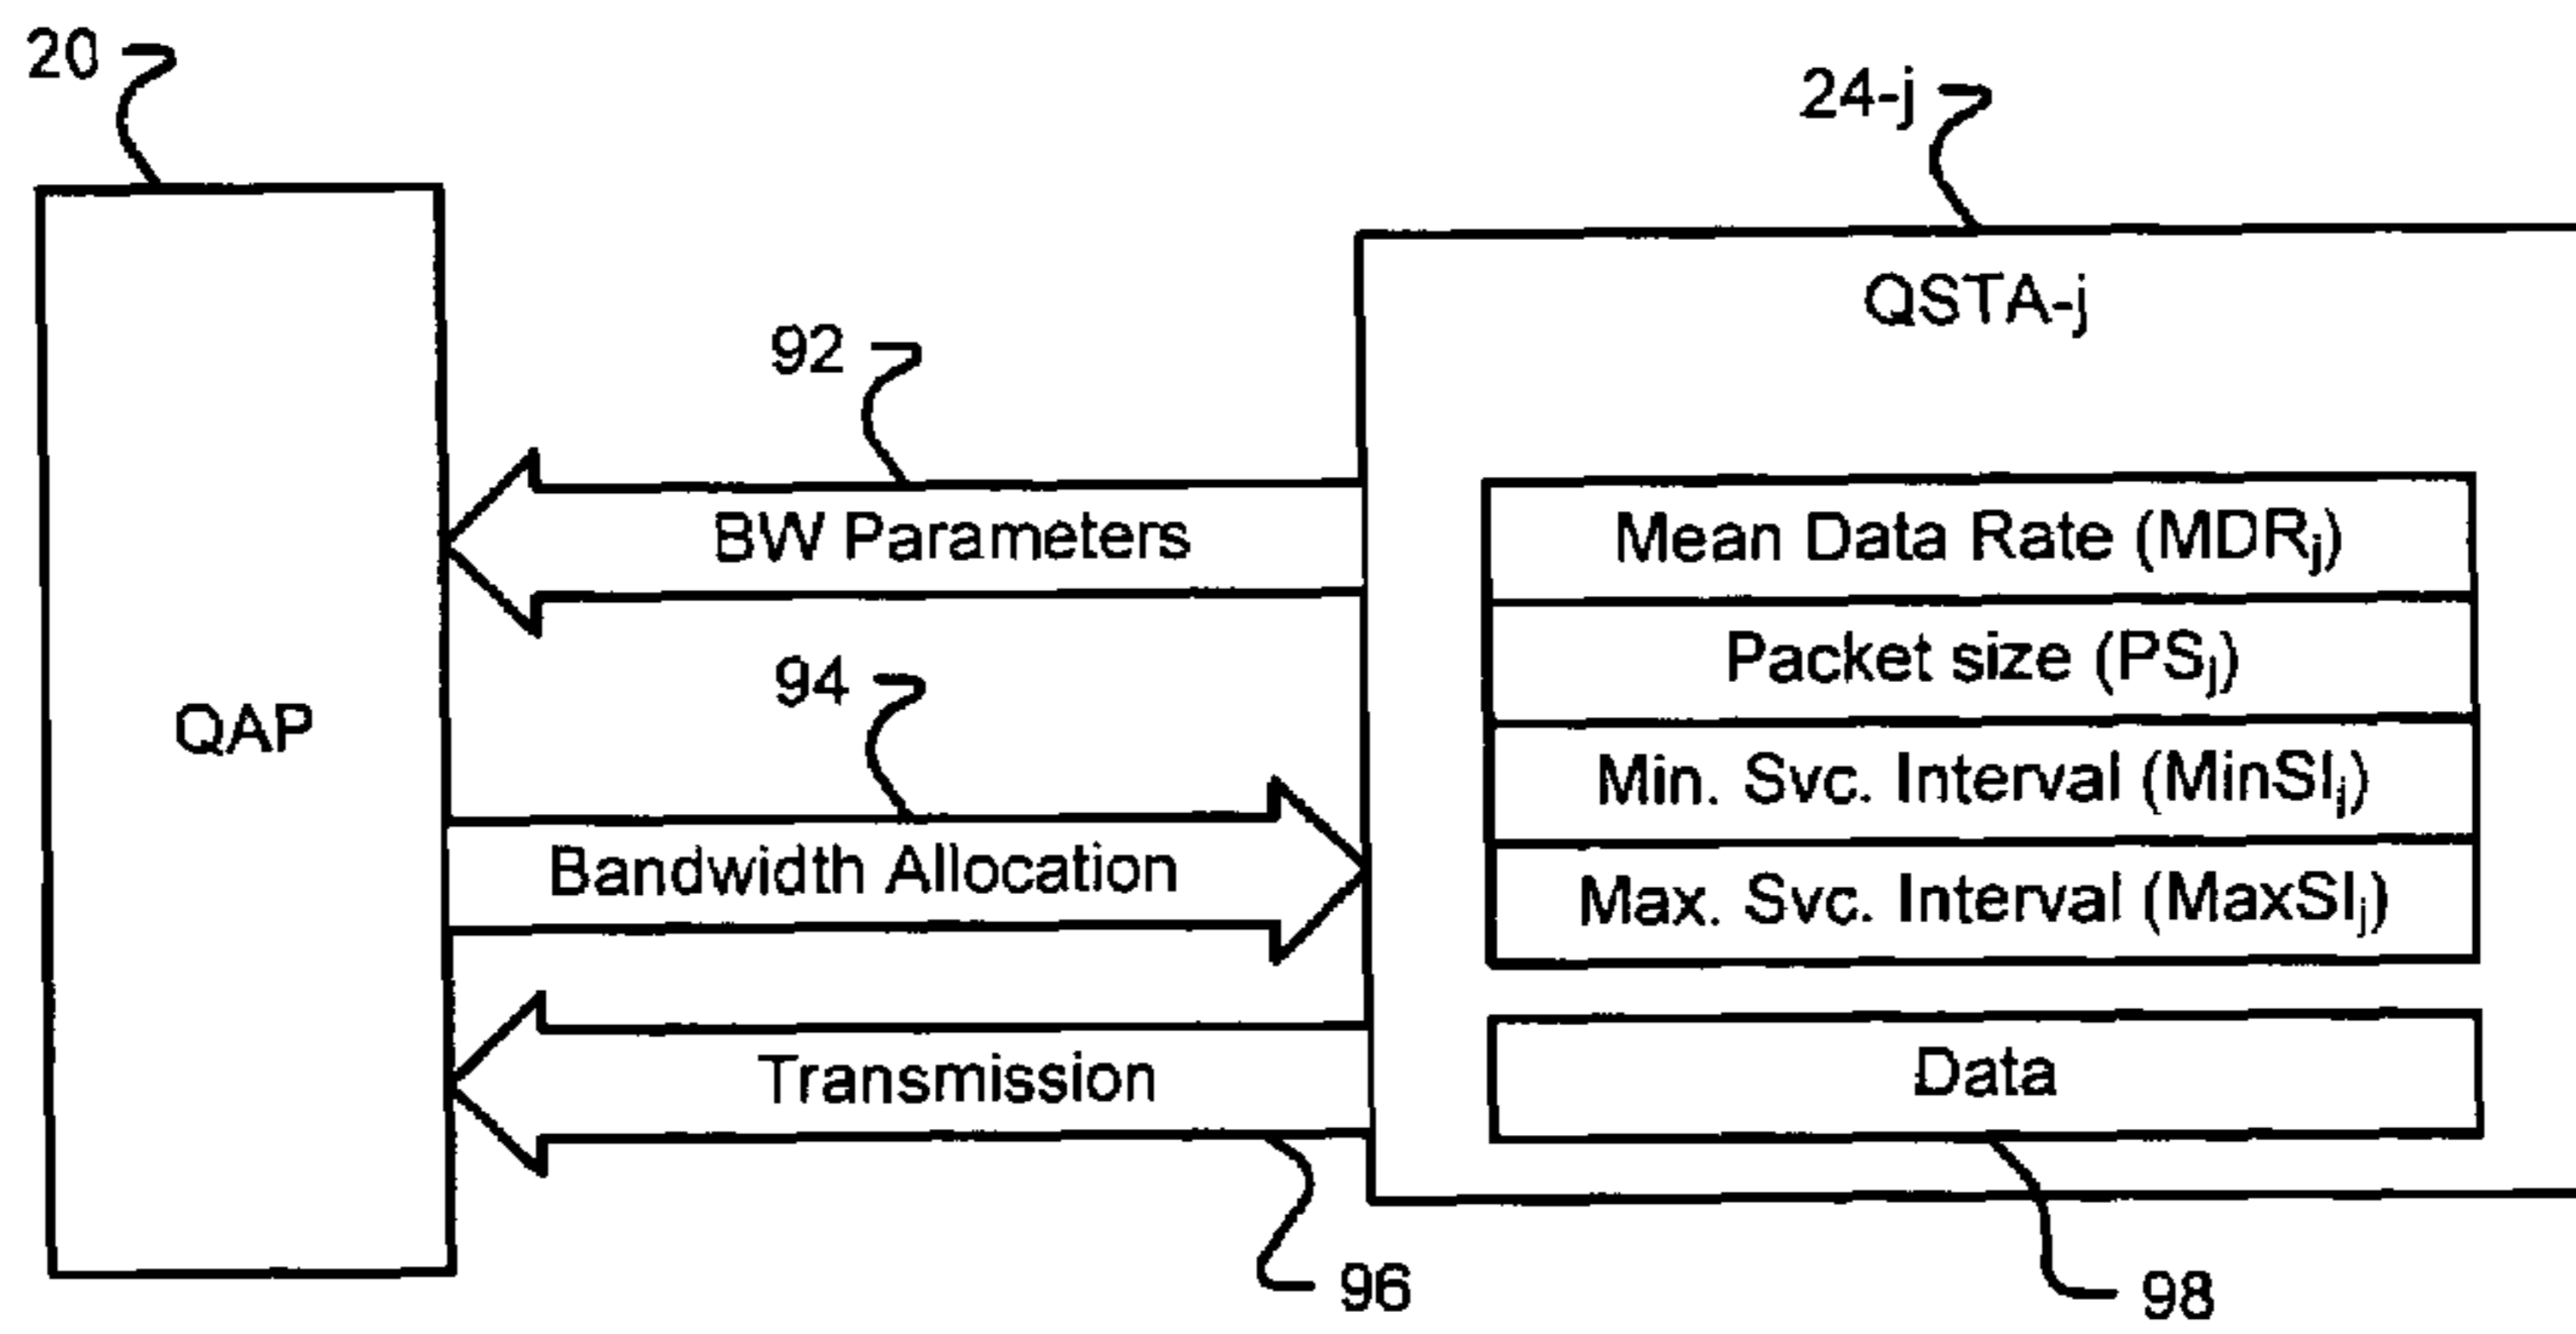 20
24-j
QSTA-j
92
BW Parameters
Mean Data Rate (MDRj)
Packet size (PSj)
94
QAP
Min. Svc. Interval (MinSIj)
Bandwidth Allocation
Max. Svc. Interval (MaxSIj)
Transmission
Data
96
98